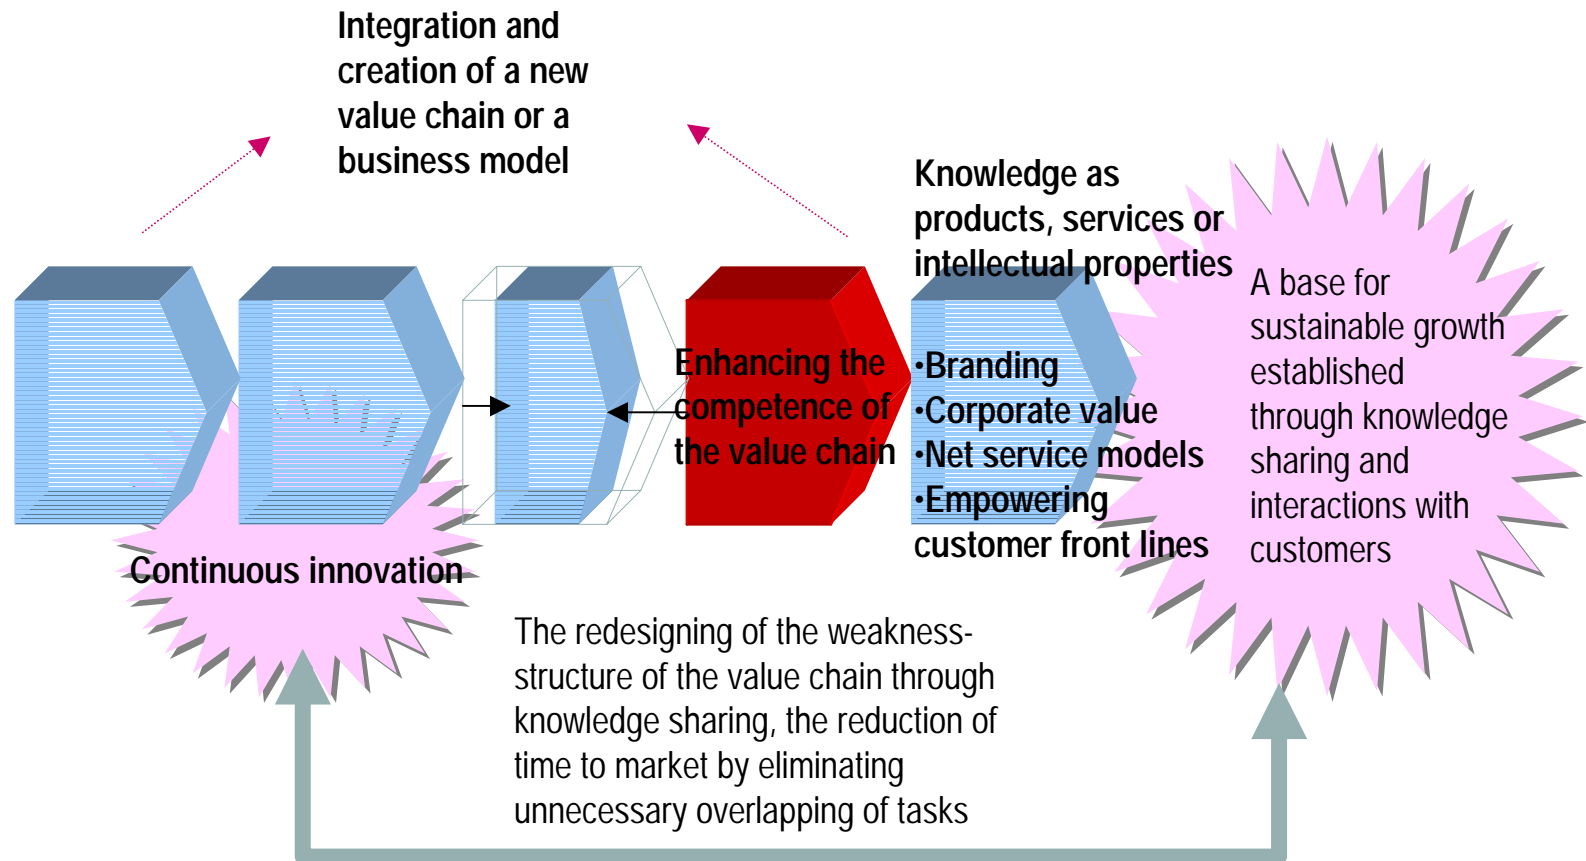 Integration and
creation of a new
value chain or a
business model
Knowledge as
products, services or
intellectual properties
A base for
sustainable growth
established
through knowledge
sharing and
interactions with
customers
Enhancing the
competence of
the value chain
•Branding
•Corporate value
•Net service models
•Empowering
customer front lines
Continuous innovation
The redesigning of the weakness-
structure of the value chain through
knowledge sharing, the reduction of
time to market by eliminating
unnecessary overlapping of tasks